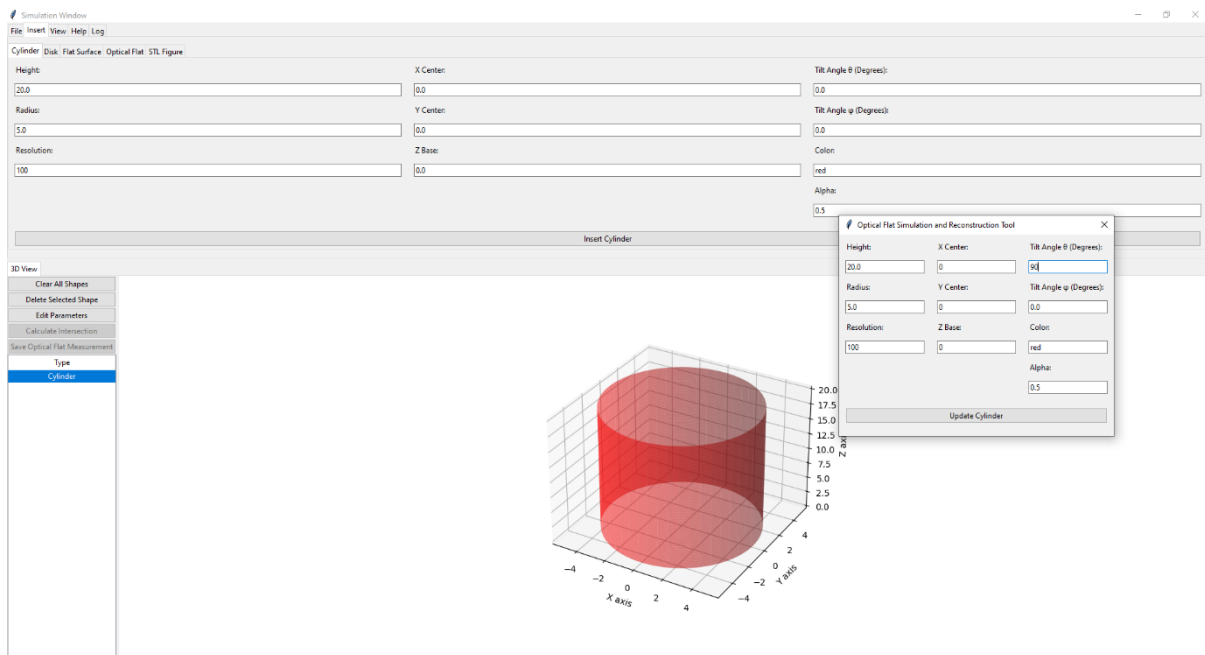 Simulation Window
File Insert View Help Log
Cylinder Disk Flat Surface Optical Flat STL Figure
Height: X Center: Tilt Angle θ (Degrees):
20.0 0.0 0.0
Radius: Y Center: Tilt Angle φ (Degrees):
5.0 0.0 0.0
Resolution: Z Base: Color:
100 0.0 red
Alpha:
0.5
Insert Cylinder
Optical Flat Simulation and Reconstruction Tool
Height: X Center: Tilt Angle θ (Degrees):
20.0 0 90
Radius: Y Center: Tilt Angle φ (Degrees):
5.0 0 0.0
Resolution: Z Base: Color:
100 0 red
Alpha:
0.5
Update Cylinder
3D View
Clear All Shapes
Delete Selected Shape
Edit Parameters
Calculate Intersection
Save Optical Flat Measurement
Type
Cylinder
20.0
17.5
15.0
12.5
10.0
7.5
5.0
2.5
0.0
4
2
0
−2
−4
Y axis
−4
−2
0
2
4
X axis